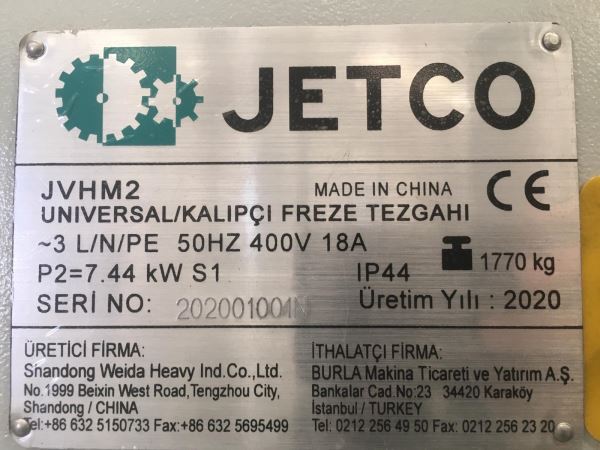 JETCO
JVHM2 MADE IN CHINA CE
UNIVERSAL/KALIPÇI FREZE TEZGAHI
~3 L/N/PE 50HZ 400V 18A
P2=7.44 kW S1 IP44 1770 kg
SERİ NO: 202001001N Üretim Yılı : 2020
ÜRETİCİ FİRMA:
Shandong Weida Heavy Ind.Co.,Ltd.
No.1999 Beixin West Road,Tengzhou City,
Shandong / CHINA
Tel:+86 632 5150733 Fax:+86 632 5695499
İTHALATÇI FİRMA:
BURLA Makina Ticareti ve Yatırım A.Ş.
Bankalar Cad.No:23 34420 Karaköy
İstanbul / TURKEY
Tel:0212 256 49 50 Fax: 0212 256 23 20